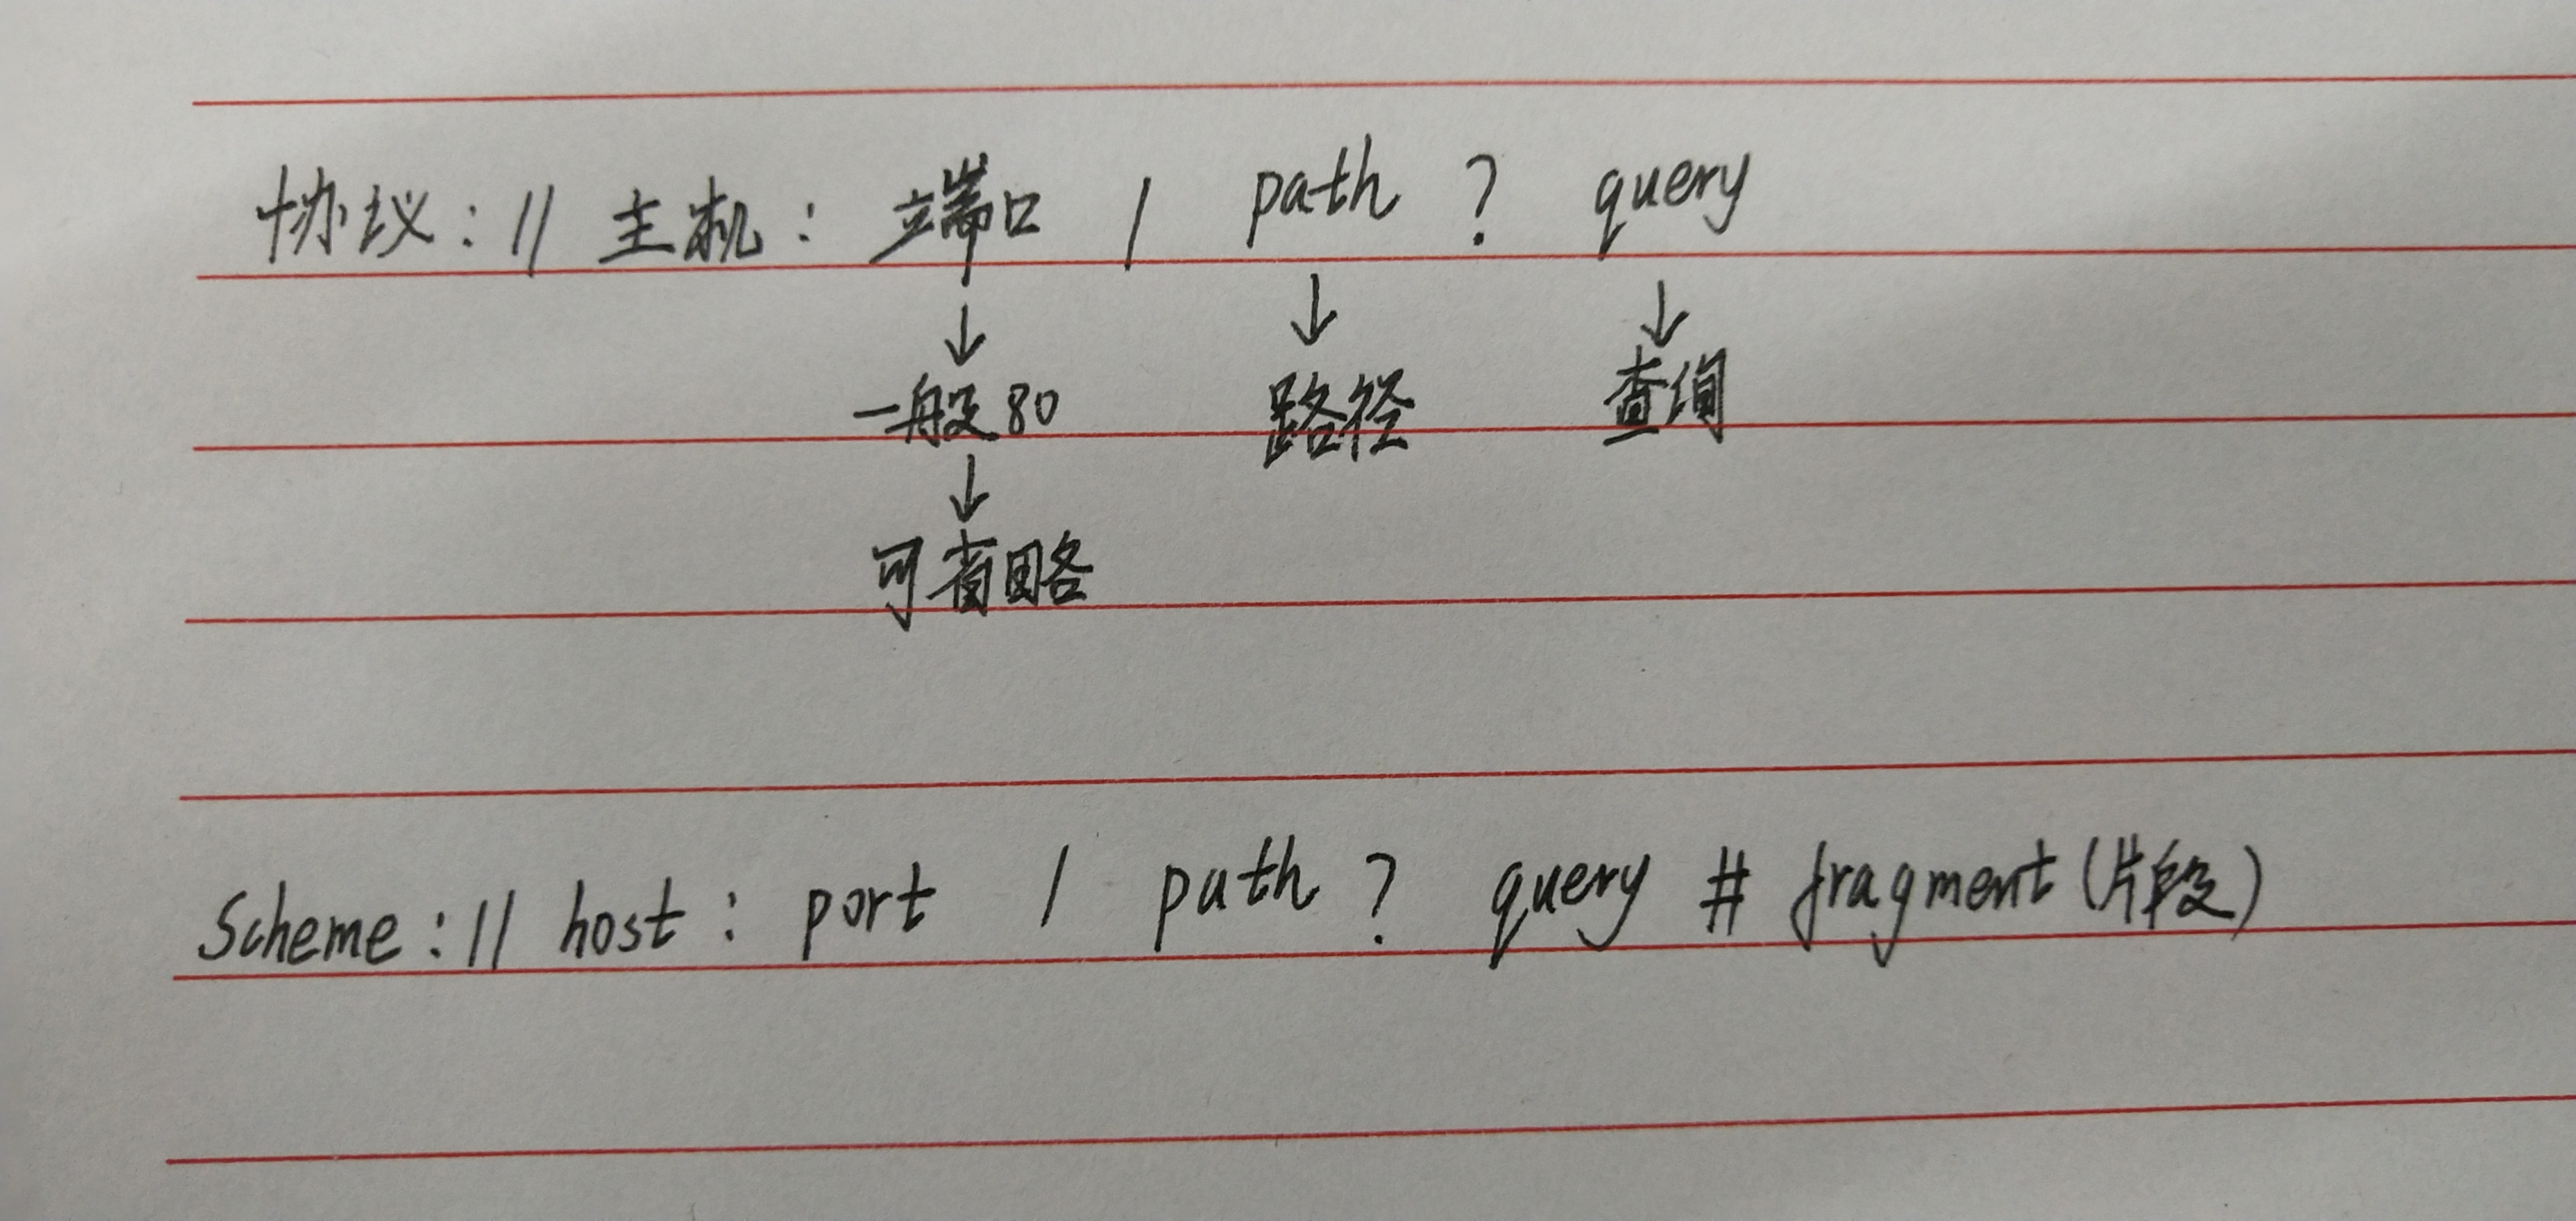 协议：// 主机：端口 / path ? query
↓ ↓ ↓
一般80 路径 查询
↓
可省略
Scheme：// host：port / path ? query # fragment（片段）